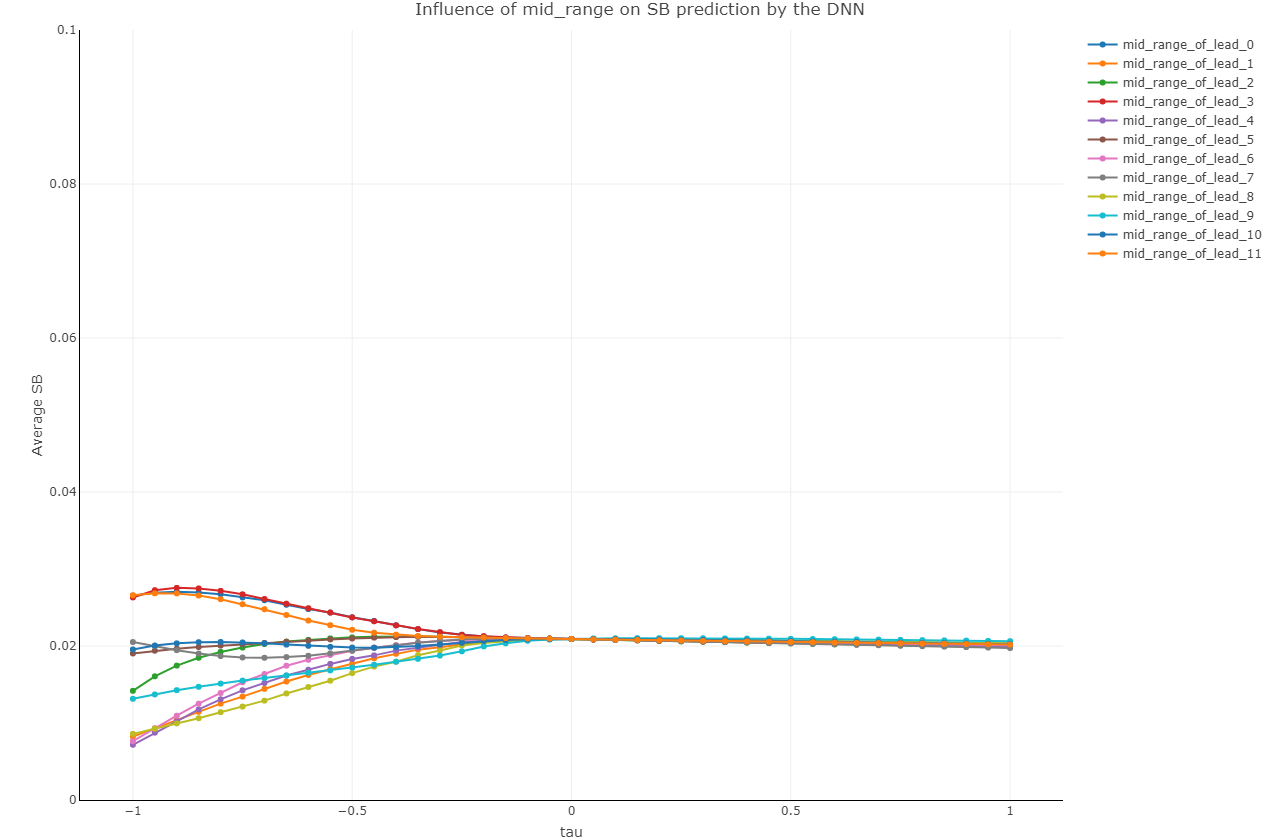 Influence of mid_range on SB prediction by the DNN
mid_range_of_lead_0
mid_range_of_lead_1
mid_range_of_lead_2
mid_range_of_lead_3
mid_range_of_lead_4
mid_range_of_lead_5
mid_range_of_lead_6
mid_range_of_lead_7
mid_range_of_lead_8
mid_range_of_lead_9
mid_range_of_lead_10
mid_range_of_lead_11
0.1
0.08
0.06
0.04
0.02
0
Average SB
−1
−0.5
0
0.5
1
tau